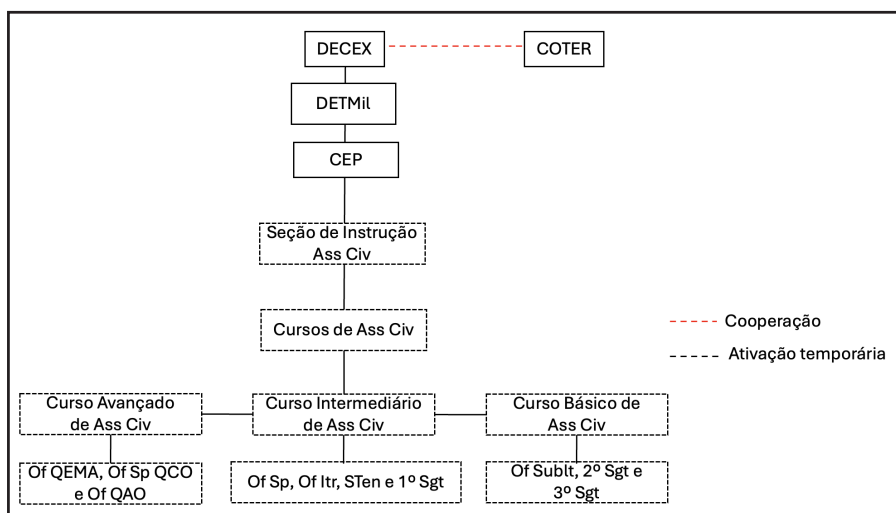 DECEX
COTER
DETMil
CEP
Seção de Instrução
Ass Civ
Cursos de Ass Civ
Cooperação
Ativação temporária
Curso Avançado
de Ass Civ
Curso Intermediário
de Ass Civ
Curso Básico de
Ass Civ
Of QEMA, Of Sp QCO
e Of QAO
Of Sp, Of Itr, STen e 1º Sgt
Of Sublt, 2º Sgt e
3º Sgt